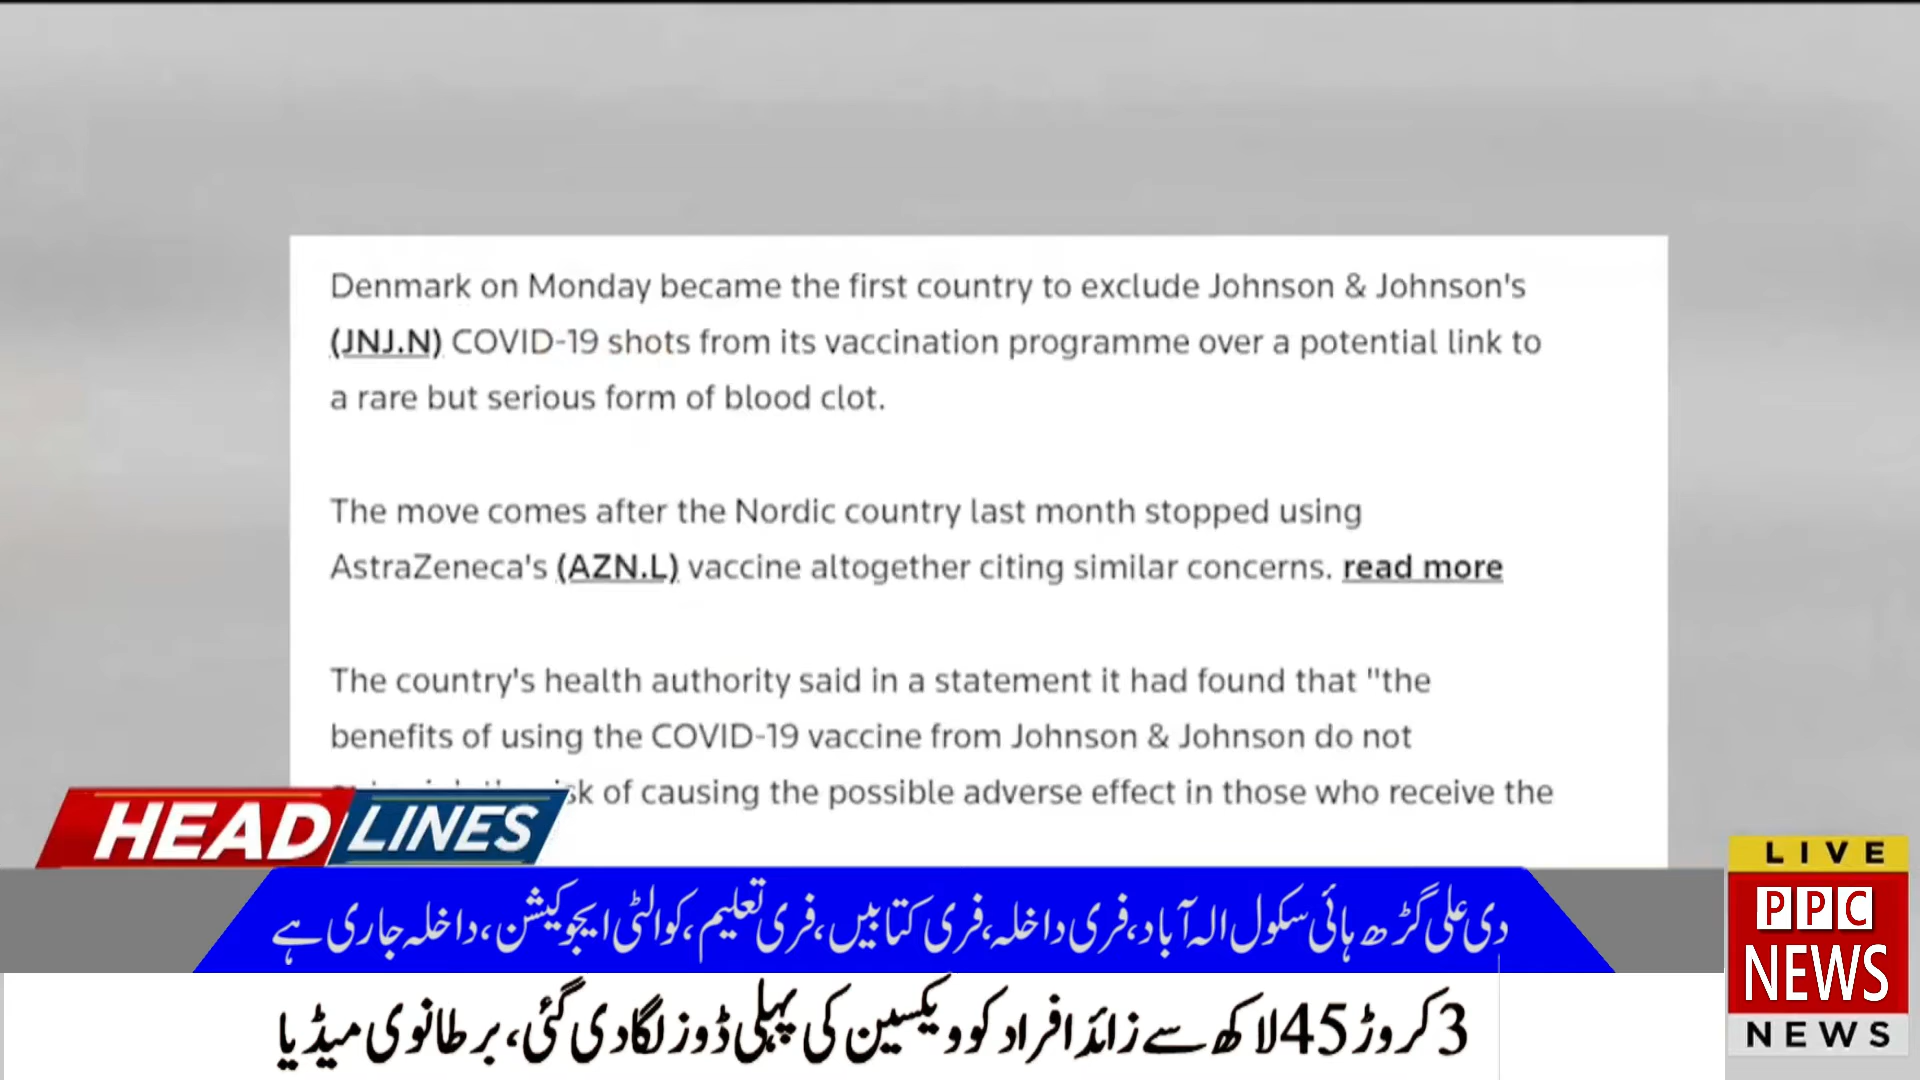 Denmark on Monday became the first country to exclude Johnson & Johnson's
(JNJ.N) COVID-19 shots from its vaccination programme over a potential link to
a rare but serious form of blood clot.
The move comes after the Nordic country last month stopped using
AstraZeneca's (AZN.L) vaccine altogether citing similar concerns. read more
The country's health authority said in a statement it had found that "the
benefits of using the COVID-19 vaccine from Johnson & Johnson do not
of causing the possible adverse effect in those who receive the
HEADLINES
دی علی گڑھ ہائی سکول الہ آباد، فری داخلہ، فری کتابیں، فری تعلیم، کوالٹی ایجوکیشن، داخلہ جاری ہے
3 کروڑ 45 لاکھ سے زائد افراد کو ویکسین کی پہلی ڈوز لگا دی گئی، برطانوی میڈیا
LIVE
PPC
NEWS
NEWS